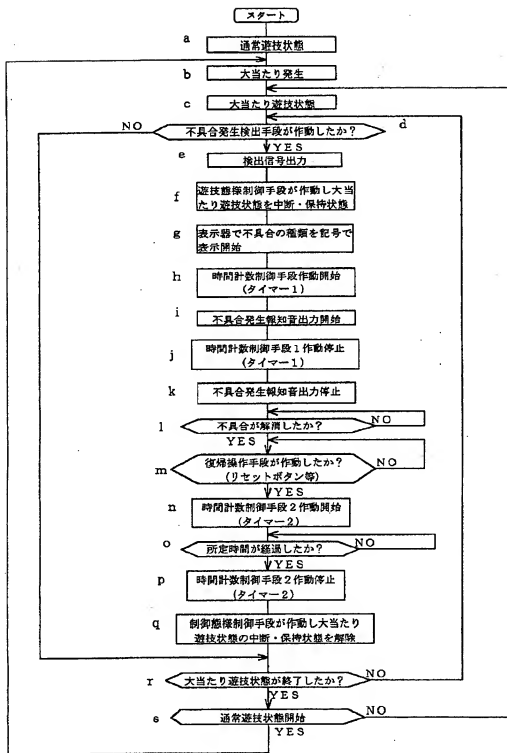 スタート
a
通常遊技状態
b
大当たり発生
c
大当たり遊技状態
NO
不具合発生検出手段が作動したか?
d
YES
e
検出信号出力
f
遊技態様制御手段が作動し大当
たり遊技状態を中断・保持状態
g
表示器で不具合の種類を記号で
表示開始
h
時間計数制御手段作動開始
(タイマー1)
i
不具合発生報知音出力開始
j
時間計数制御手段1作動停止
(タイマー1)
k
不具合発生報知音出力停止
l
不具合が解消したか?
NO
YES
m
復帰操作手段が作動したか?
(リセットボタン等)
NO
YES
n
時間計数制御手段2作動開始
(タイマー2)
o
所定時間が経過したか?
NO
YES
p
時間計数制御手段2作動停止
(タイマー2)
q
制御態様制御手段が作動し大当たり
遊技状態の中断・保持状態を解除
r
大当たり遊技状態が終了したか?
NO
YES
s
通常遊技状態開始
NO
YES